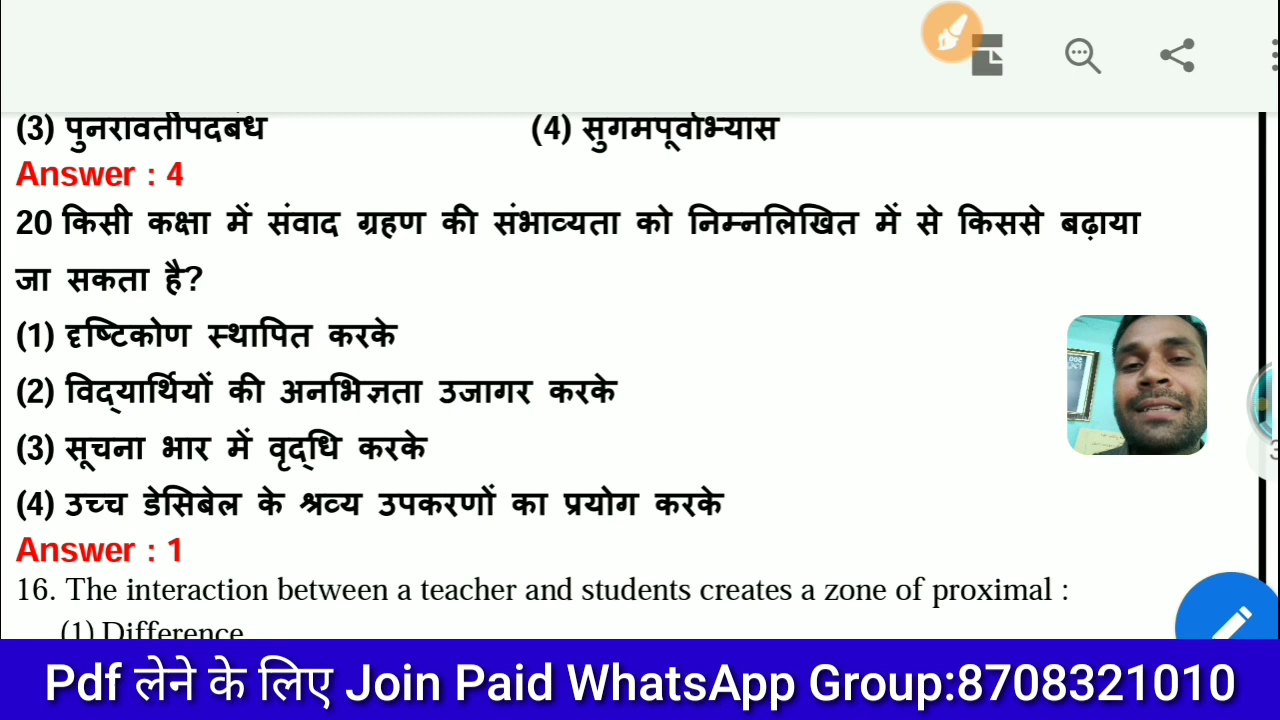 (3) पुनरावर्तीपदबंध (4) सुगमपूर्वाभ्यास
Answer : 4
20 किसी कक्षा में संवाद ग्रहण की संभाव्यता को निम्नलिखित में से किससे बढ़ाया
जा सकता है?
(1) दृष्टिकोण स्थापित करके
(2) विद्यार्थियों की अनभिज्ञता उजागर करके
(3) सूचना भार में वृद्धि करके
(4) उच्च डेसिबेल के श्रव्य उपकरणों का प्रयोग करके
Answer : 1
16. The interaction between a teacher and students creates a zone of proximal :
(1) Difference
Pdf लेने के लिए Join Paid WhatsApp Group:8708321010